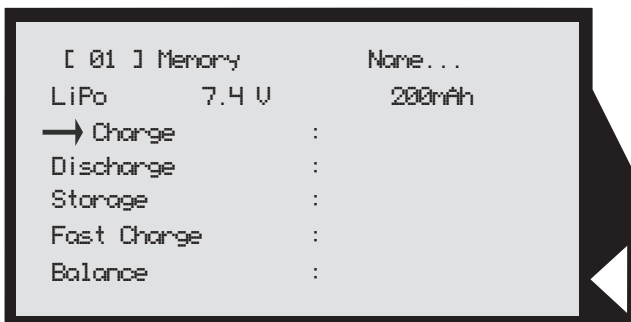 [ 01 ] Memory Name...
LiPo 7.4 V 200mAh
Charge :
Discharge :
Storage :
Fast Charge :
Balance :